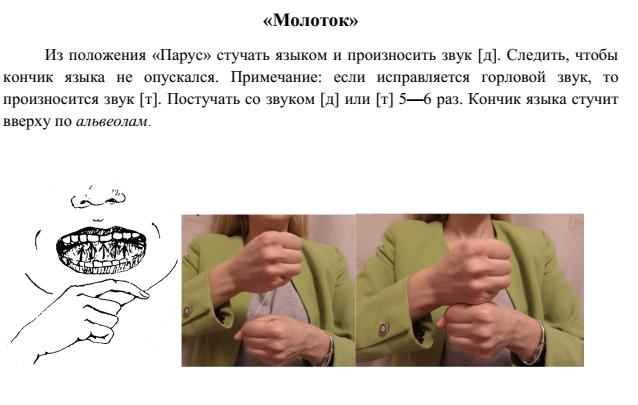 «Молоток»
Из положения «Парус» стучать языком и произносить звук [д]. Следить, чтобы
кончик языка не опускался. Примечание: если исправляется горловой звук, то
произносится звук [т]. Постучать со звуком [д] или [т] 5—6 раз. Кончик языка стучит
вверху по альвеолам.